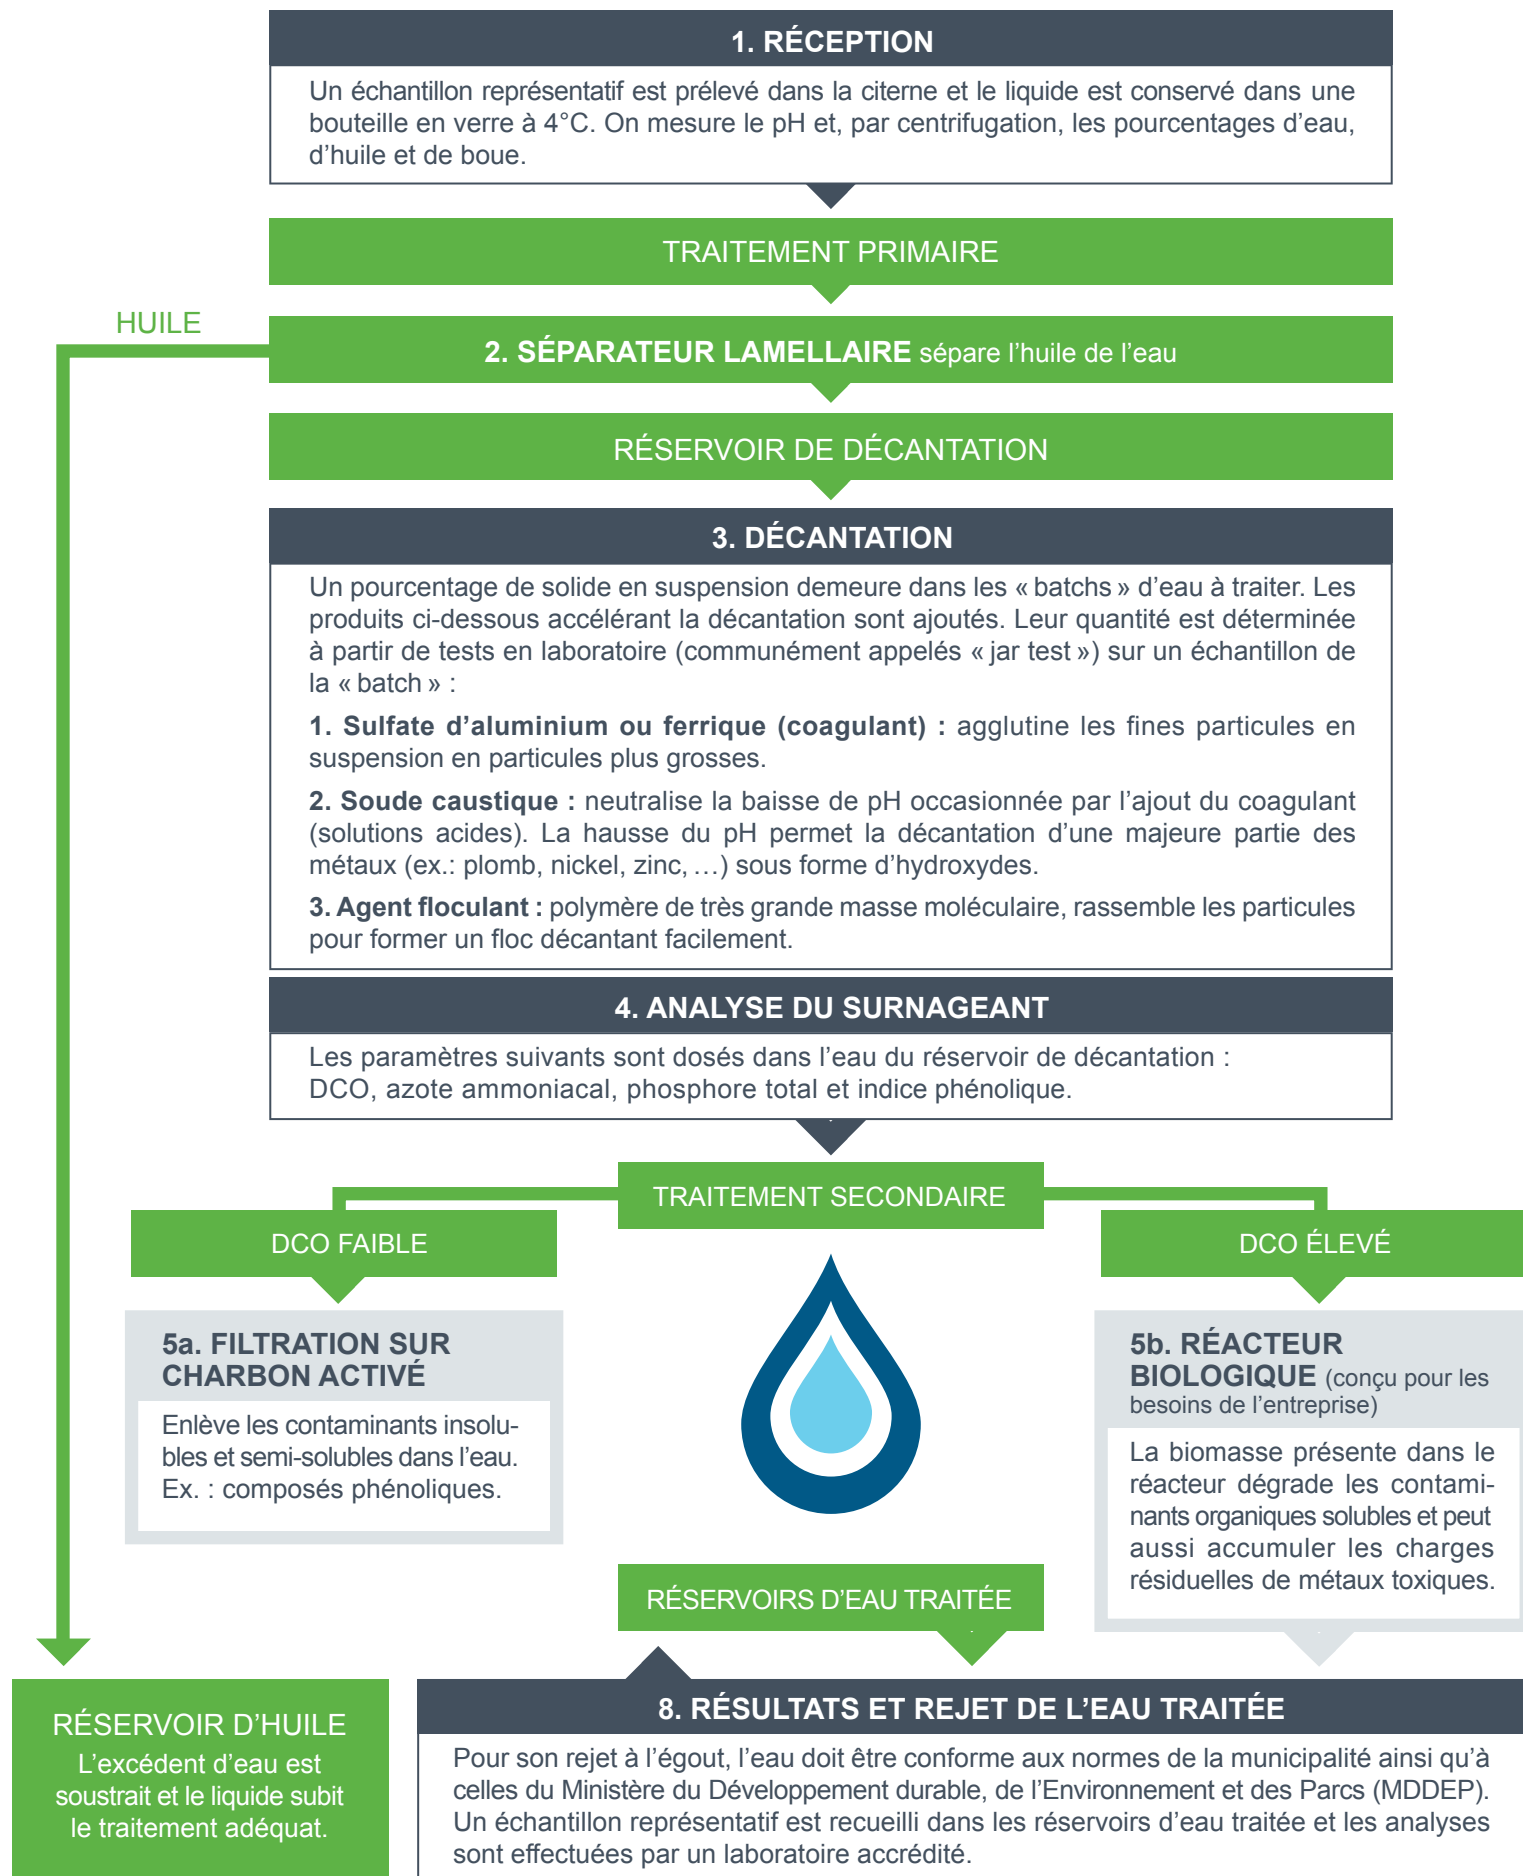 1. RÉCEPTION
Un échantillon représentatif est prélevé dans la citerne et le liquide est conservé dans une
bouteille en verre à 4°C. On mesure le pH et, par centrifugation, les pourcentages d’eau,
d’huile et de boue.
TRAITEMENT PRIMAIRE
HUILE
2. SÉPARATEUR LAMELLAIRE sépare l’huile de l’eau
RÉSERVOIR DE DÉCANTATION
3. DÉCANTATION
Un pourcentage de solide en suspension demeure dans les « batchs » d’eau à traiter. Les
produits ci-dessous accélérant la décantation sont ajoutés. Leur quantité est déterminée
à partir de tests en laboratoire (communément appelés « jar test ») sur un échantillon de
la « batch » :
1. Sulfate d’aluminium ou ferrique (coagulant) : agglutine les fines particules en
suspension en particules plus grosses.
2. Soude caustique : neutralise la baisse de pH occasionnée par l’ajout du coagulant
(solutions acides). La hausse du pH permet la décantation d’une majeure partie des
métaux (ex.: plomb, nickel, zinc, …) sous forme d’hydroxydes.
3. Agent floculant : polymère de très grande masse moléculaire, rassemble les particules
pour former un floc décantant facilement.
4. ANALYSE DU SURNAGEANT
Les paramètres suivants sont dosés dans l’eau du réservoir de décantation :
DCO, azote ammoniacal, phosphore total et indice phénolique.
TRAITEMENT SECONDAIRE
DCO FAIBLE
5a. FILTRATION SUR
CHARBON ACTIVÉ
Enlève les contaminants insolu-
bles et semi-solubles dans l’eau.
Ex. : composés phénoliques.
DCO ÉLEVÉ
5b. RÉACTEUR
BIOLOGIQUE (conçu pour les
besoins de l’entreprise)
La biomasse présente dans le
réacteur dégrade les contami-
nants organiques solubles et peut
aussi accumuler les charges
résiduelles de métaux toxiques.
RÉSERVOIRS D’EAU TRAITÉE
RÉSERVOIR D’HUILE
L’excédent d’eau est
soustrait et le liquide subit
le traitement adéquat.
8. RÉSULTATS ET REJET DE L’EAU TRAITÉE
Pour son rejet à l’égout, l’eau doit être conforme aux normes de la municipalité ainsi qu’à
celles du Ministère du Développement durable, de l’Environnement et des Parcs (MDDEP).
Un échantillon représentatif est recueilli dans les réservoirs d’eau traitée et les analyses
sont effectuées par un laboratoire accrédité.